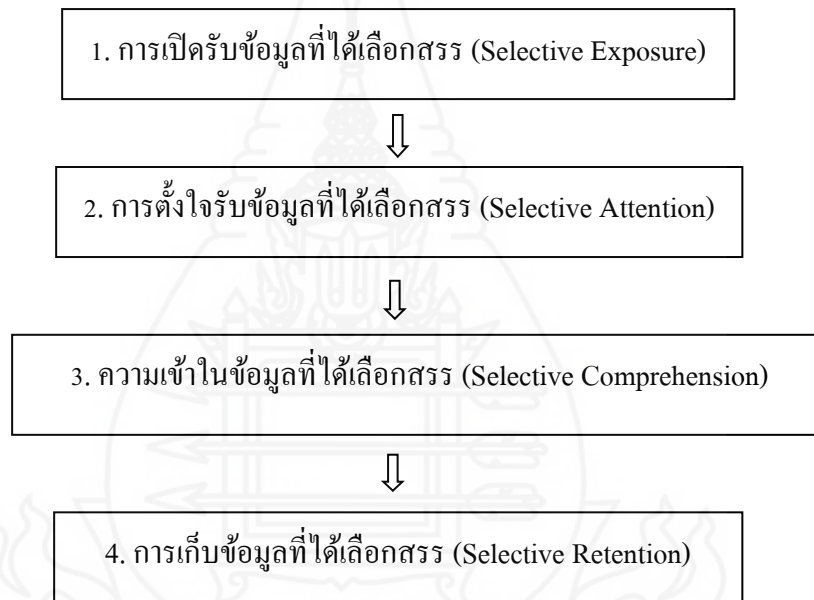 1. การเปิดรับข้อมูลที่ได้เลือกสรร (Selective Exposure)
2. การตั้งใจรับข้อมูลที่ได้เลือกสรร (Selective Attention)
3. ความเข้าในข้อมูลที่ได้เลือกสรร (Selective Comprehension)
4. การเก็บข้อมูลที่ได้เลือกสรร (Selective Retention)